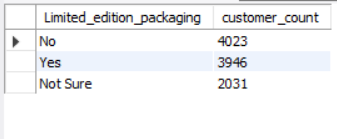 Limited_edition_packaging customer_count
No 4023
Yes 3946
Not Sure 2031